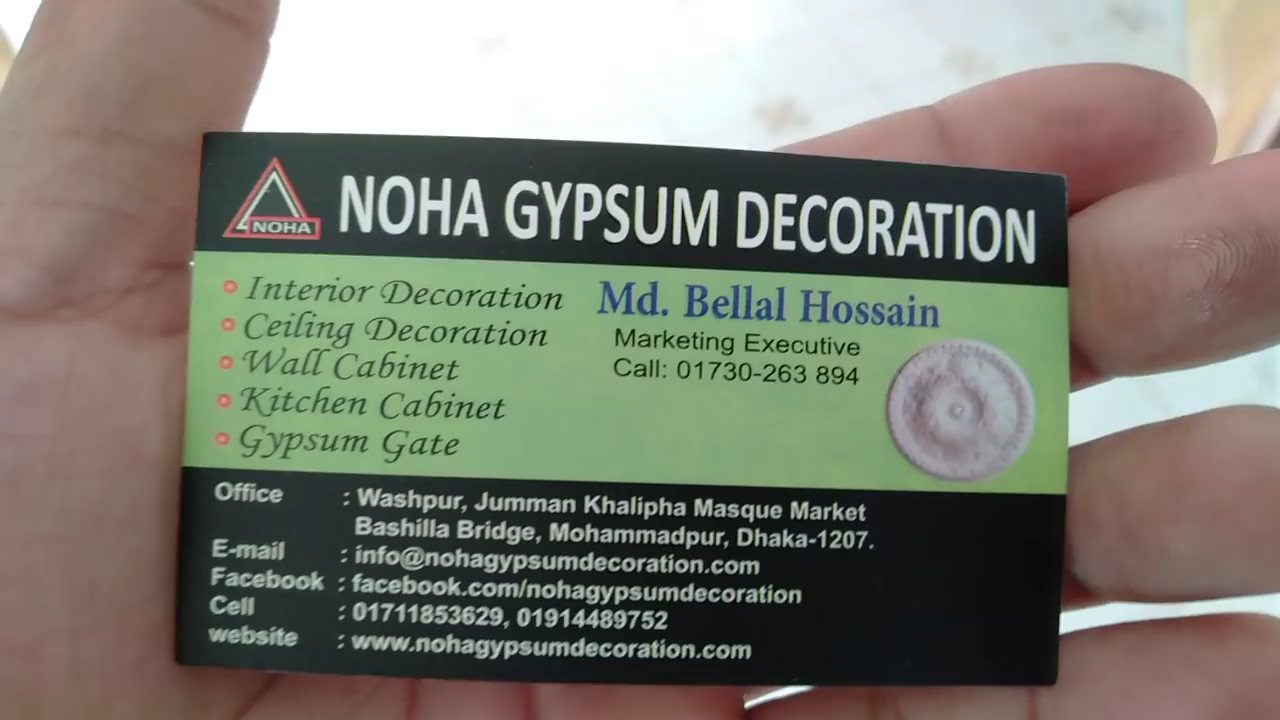 NOHA
NOHA GYPSUM DECORATION
Interior Decoration
Ceiling Decoration
Wall Cabinet
Kitchen Cabinet
Gypsum Gate
Md. Bellal Hossain
Marketing Executive
Call: 01730-263 894
Office : Washpur, Jumman Khalipha Masque Market
Bashilla Bridge, Mohammadpur, Dhaka-1207.
E-mail : info@nohagypsumdecoration.com
Facebook : facebook.com/nohagypsumdecoration
Cell : 01711853629, 01914489752
website : www.nohagypsumdecoration.com